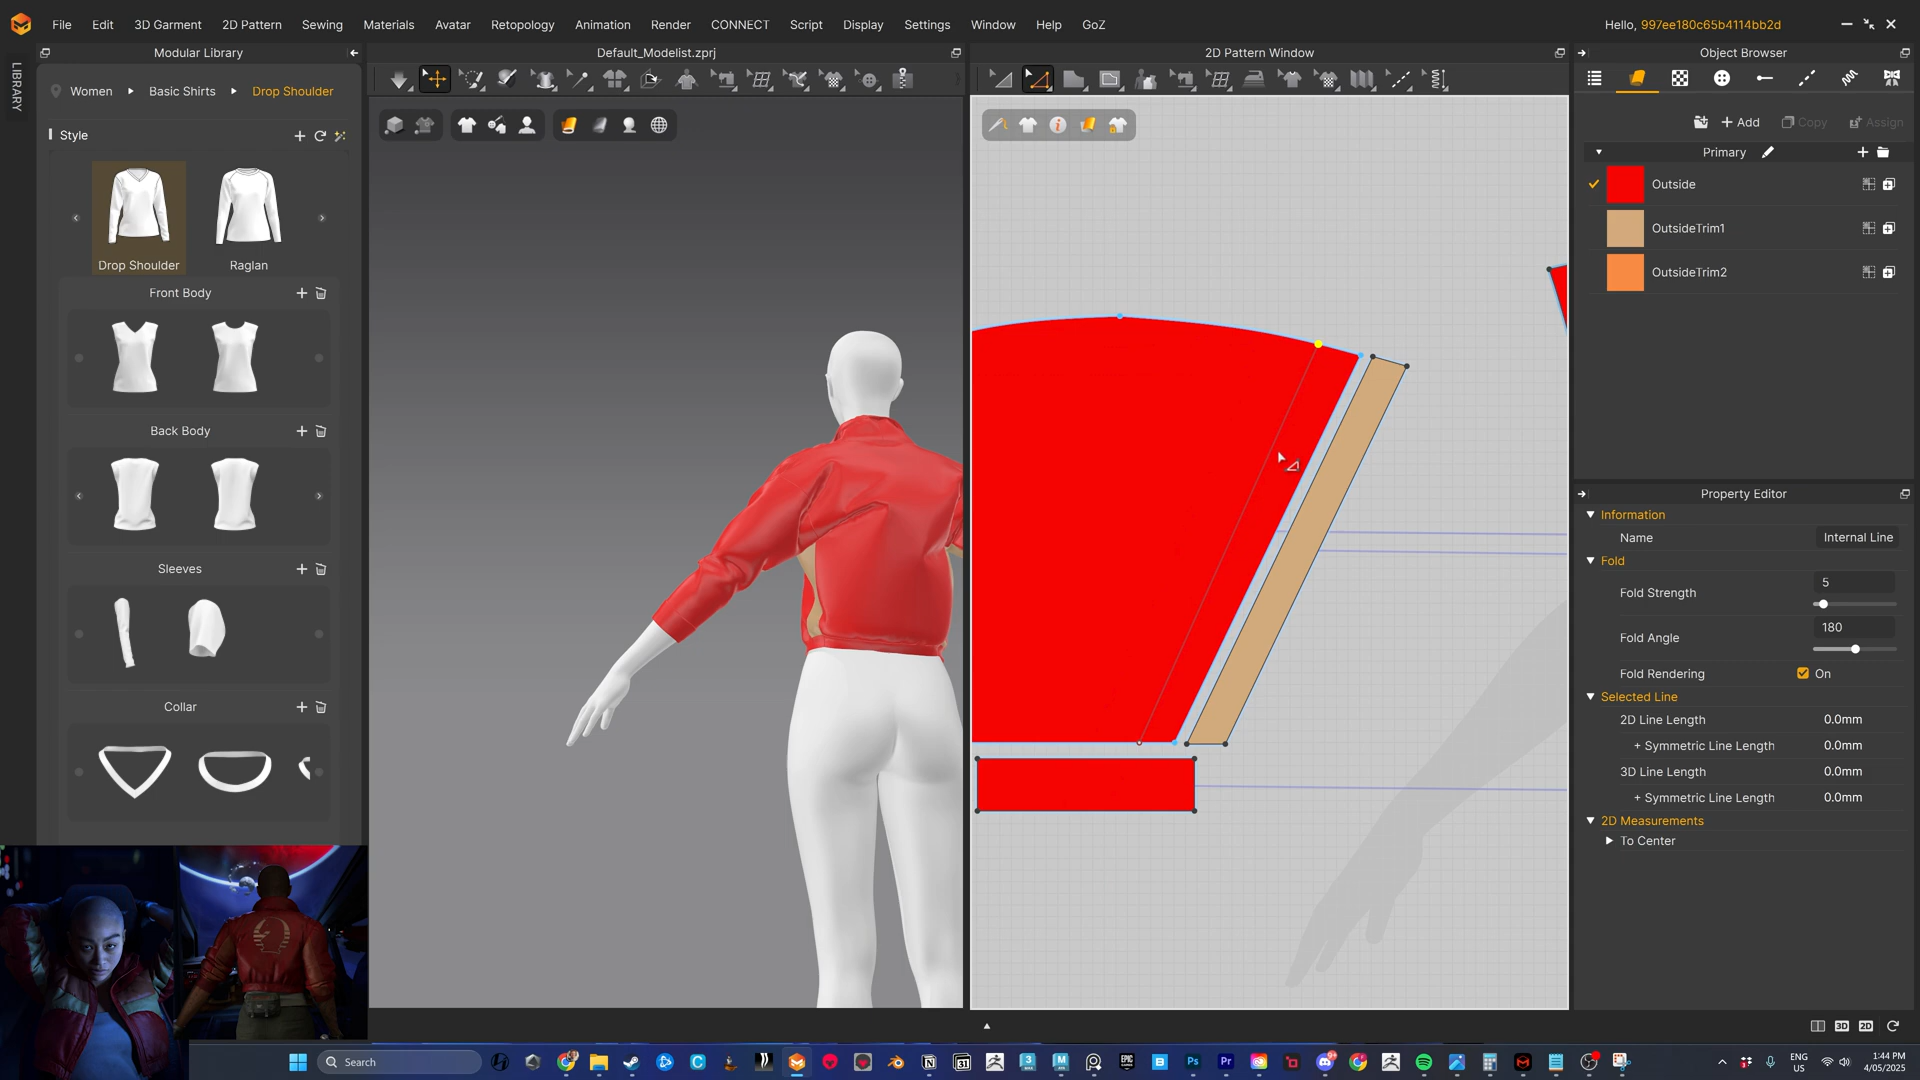 File Edit 3D Garment 2D Pattern Sewing Materials Avatar Retopology Animation Render CONNECT Script Display Settings Window Help GoZ
Hello, 997ee180c65b4114bb2d
Modular Library
Default_Modelist.zprj
2D Pattern Window
Object Browser
LIBRARY
Women Basic Shirts Drop Shoulder
Style
Drop Shoulder Raglan
Front Body
Back Body
Sleeves
Collar
Add Copy Assign
Primary
Outside
OutsideTrim1
OutsideTrim2
Property Editor
Information
Name Internal Line
Fold
Fold Strength 5
Fold Angle 180
Fold Rendering On
Selected Line
2D Line Length 0.0mm
+ Symmetric Line Length 0.0mm
3D Line Length 0.0mm
+ Symmetric Line Length 0.0mm
2D Measurements
To Center
3D 2D
Search
ENG
US
1:44 PM
4/05/2025